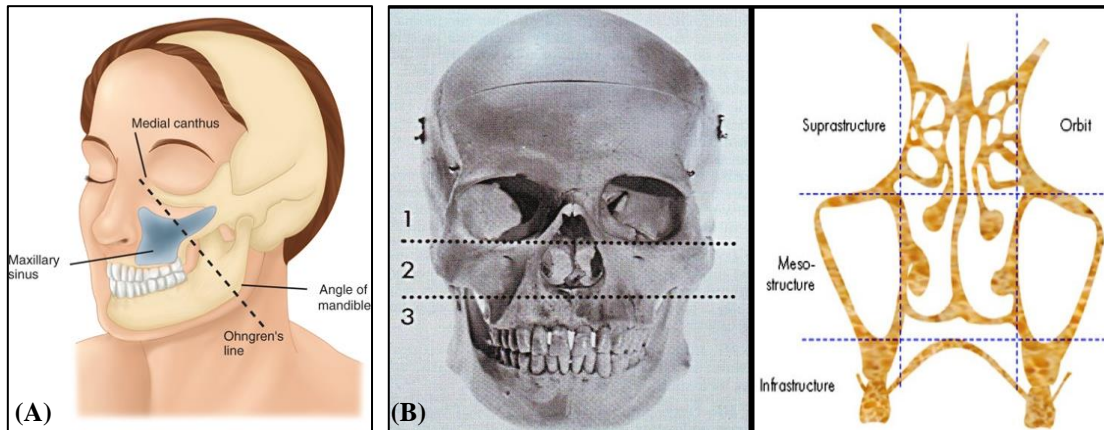 Medial canthus
Maxillary
sinus
Angle of
mandible
Ohngren's
line
(A)
(B)
1
2
3
Suprastructure
Orbit
Meso-
structure
Infrastructure